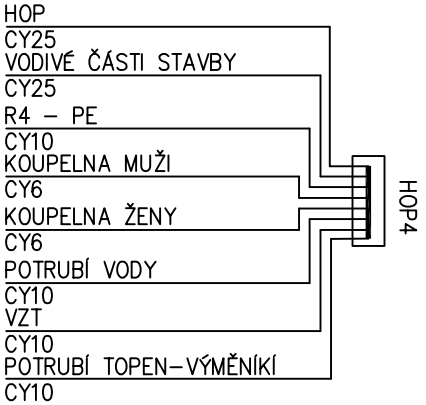 HOP
CY25
VODIVÉ ČÁSTI STAVBY
CY25
R4 – PE
CY10
KOUPELNA MUŽI
CY6
KOUPELNA ŽENY
CY6
POTRUBÍ VODY
CY10
VZT
CY10
POTRUBÍ TOPEN–VÝMĚNÍKÍ
CY10
HOP4